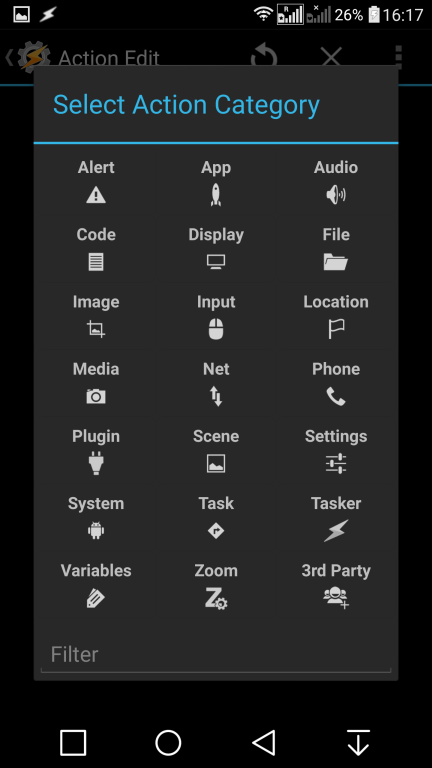 26% 16:17
Action Edit
Select Action Category
Alert App Audio
Code Display File
Image Input Location
Media Net Phone
Plugin Scene Settings
System Task Tasker
Variables Zoom 3rd Party
Filter